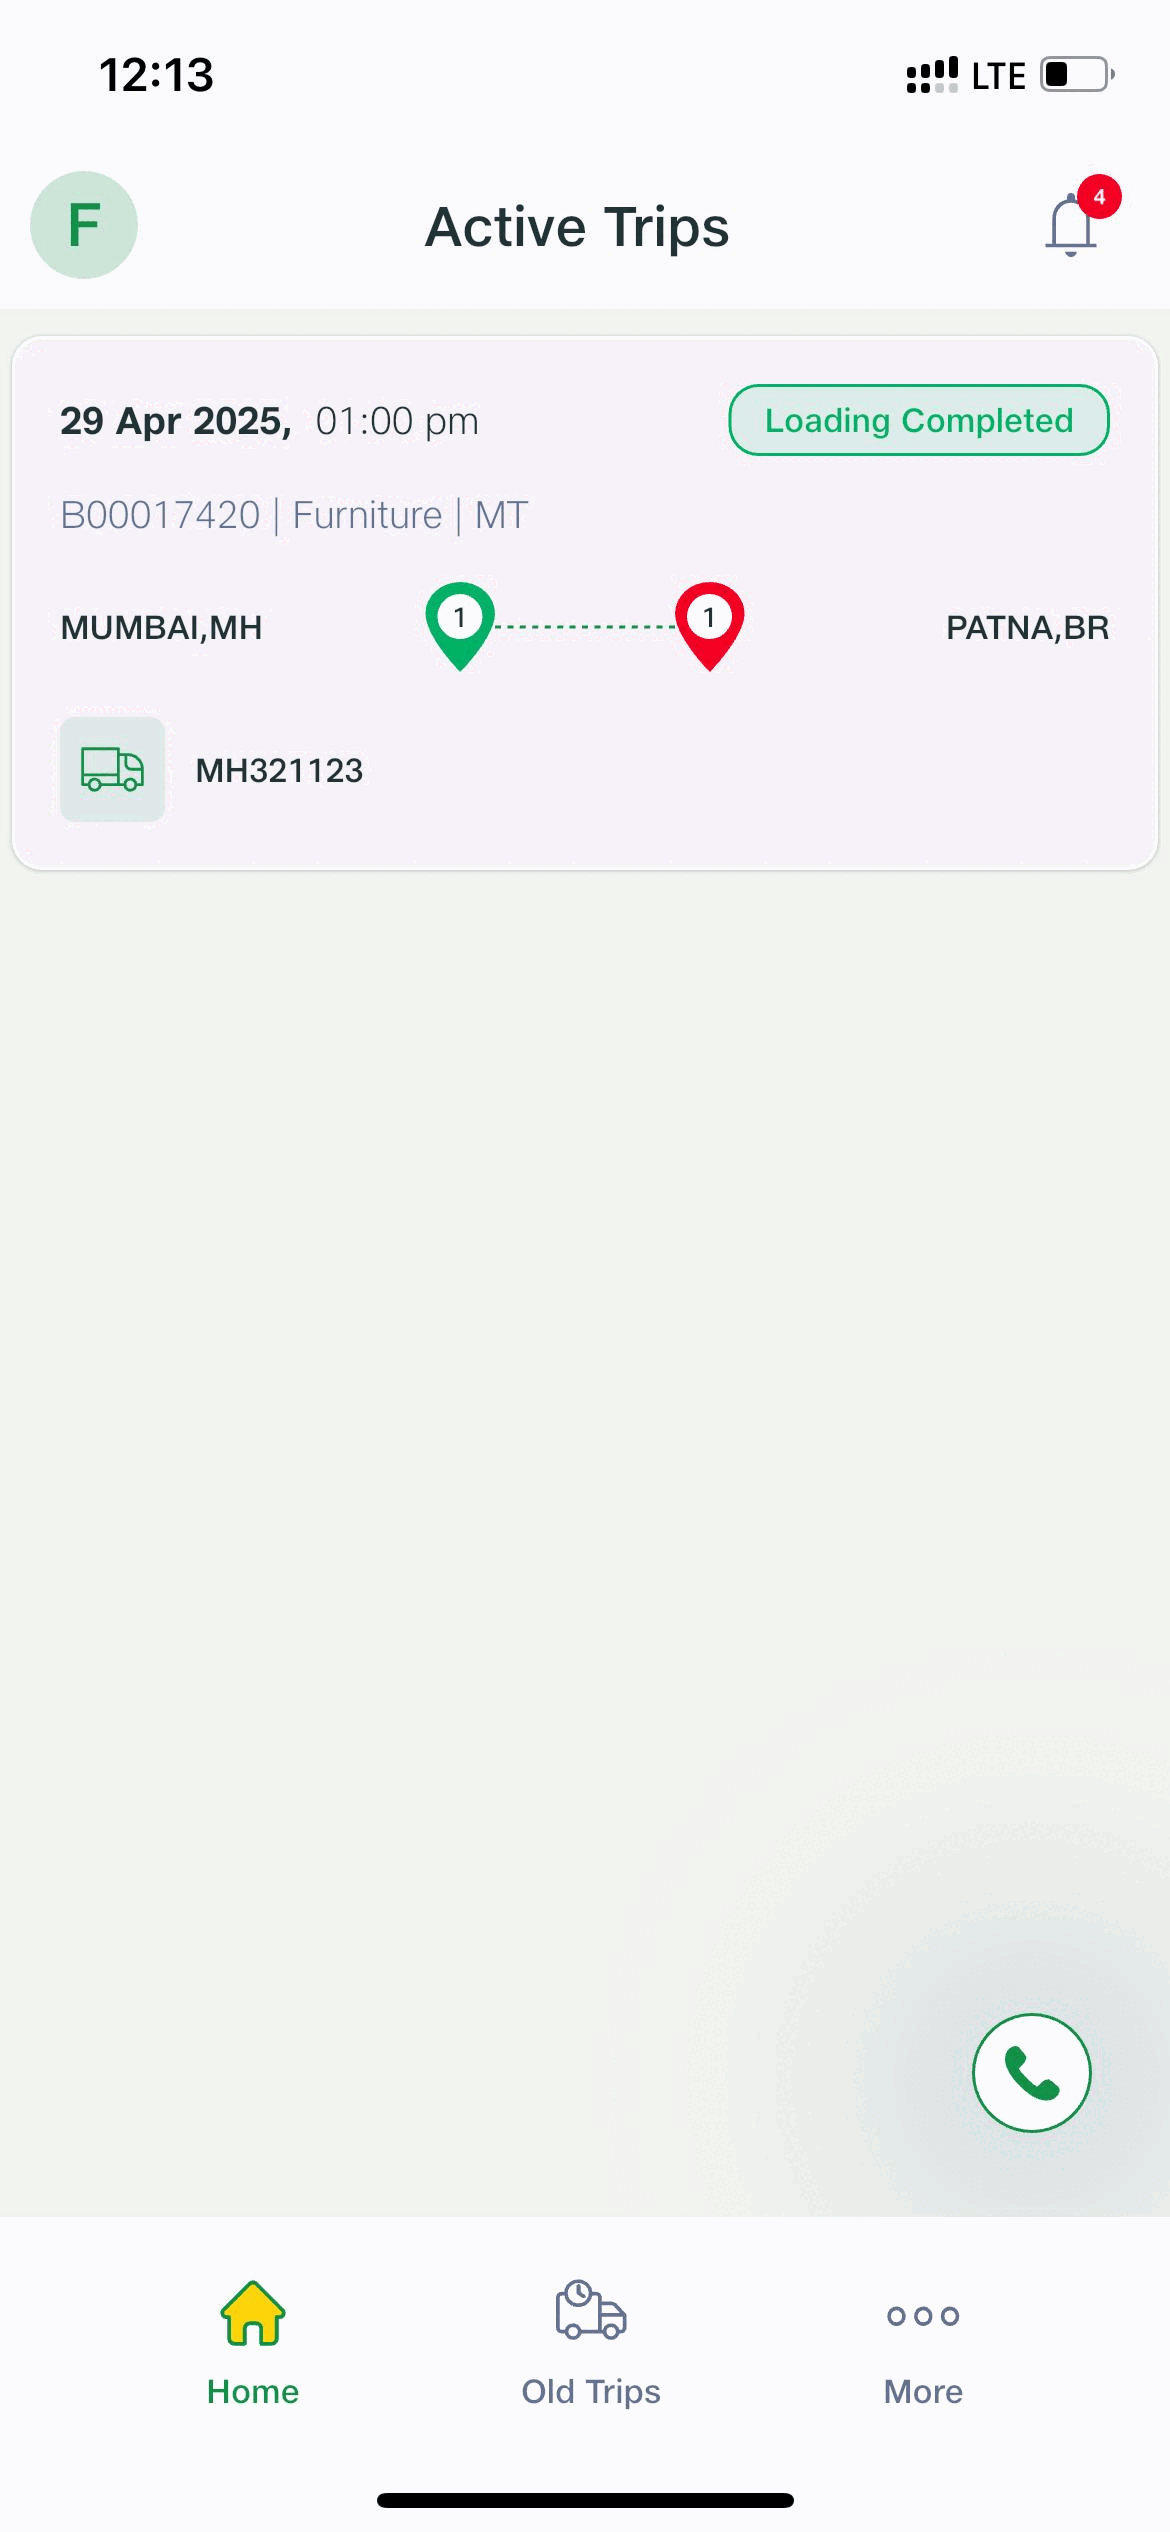 12:13 LTE
F Active Trips 4
29 Apr 2025, 01:00 pm Loading Completed
B00017420 | Furniture | MT
MUMBAI,MH 1 1 PATNA,BR
MH321123
Home Old Trips More